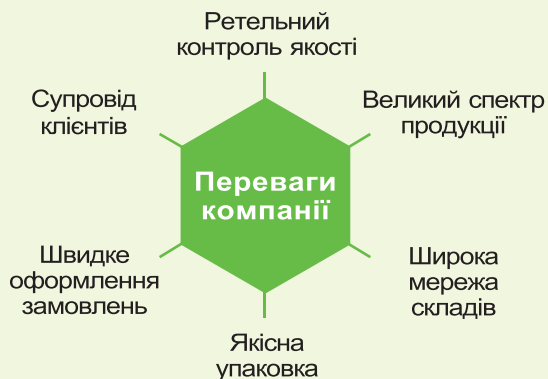 Ретельний
контроль якості
Супровід
клієнтів
Великий спектр
продукції
Переваги
компанії
Швидке
оформлення
замовлень
Широка
мережа
складів
Якісна
упаковка